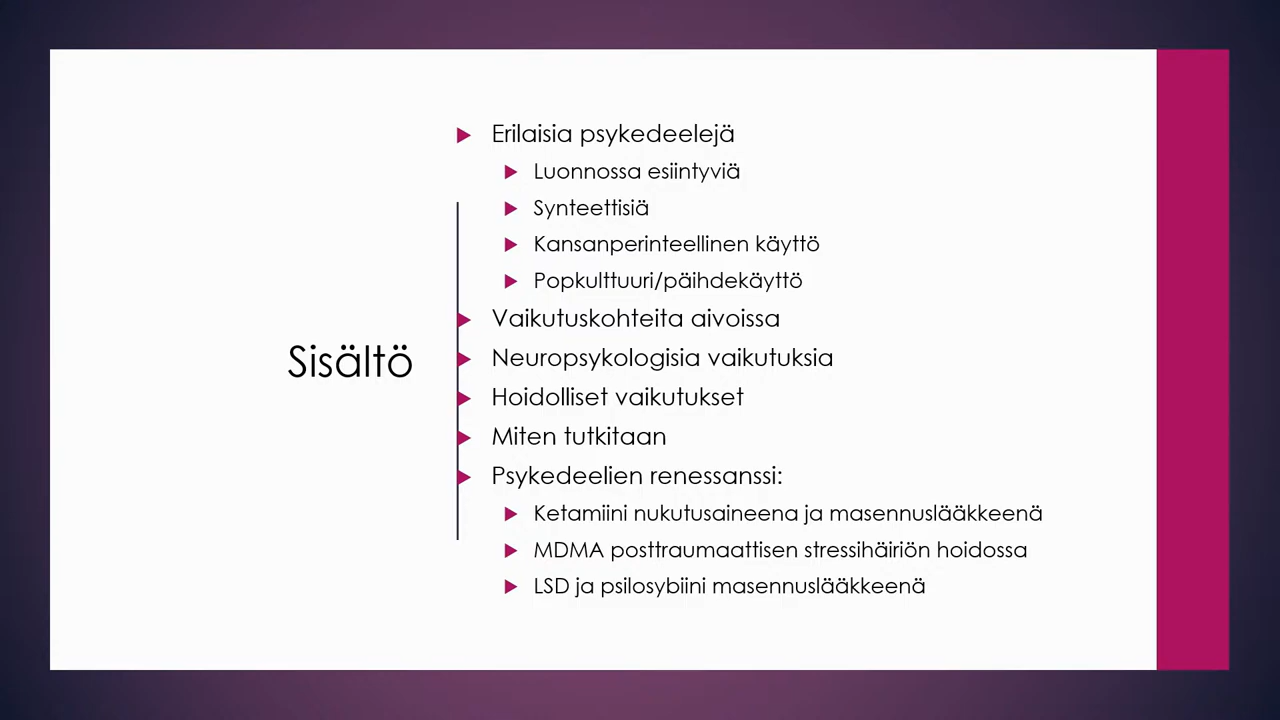 Sisältö
Erilaisia psykedeelejä
Luonnossa esiintyviä
Synteettisiä
Kansanperinteellinen käyttö
Popkulttuuri/päihdekäyttö
Vaikutuskohteita aivoissa
Neuropsykologisia vaikutuksia
Hoidolliset vaikutukset
Miten tutkitaan
Psykedeelien renessanssi:
Ketamiini nukutusaineena ja masennuslääkkeenä
MDMA posttraumaattisen stressihäiriön hoidossa
LSD ja psilosybiini masennuslääkkeenä